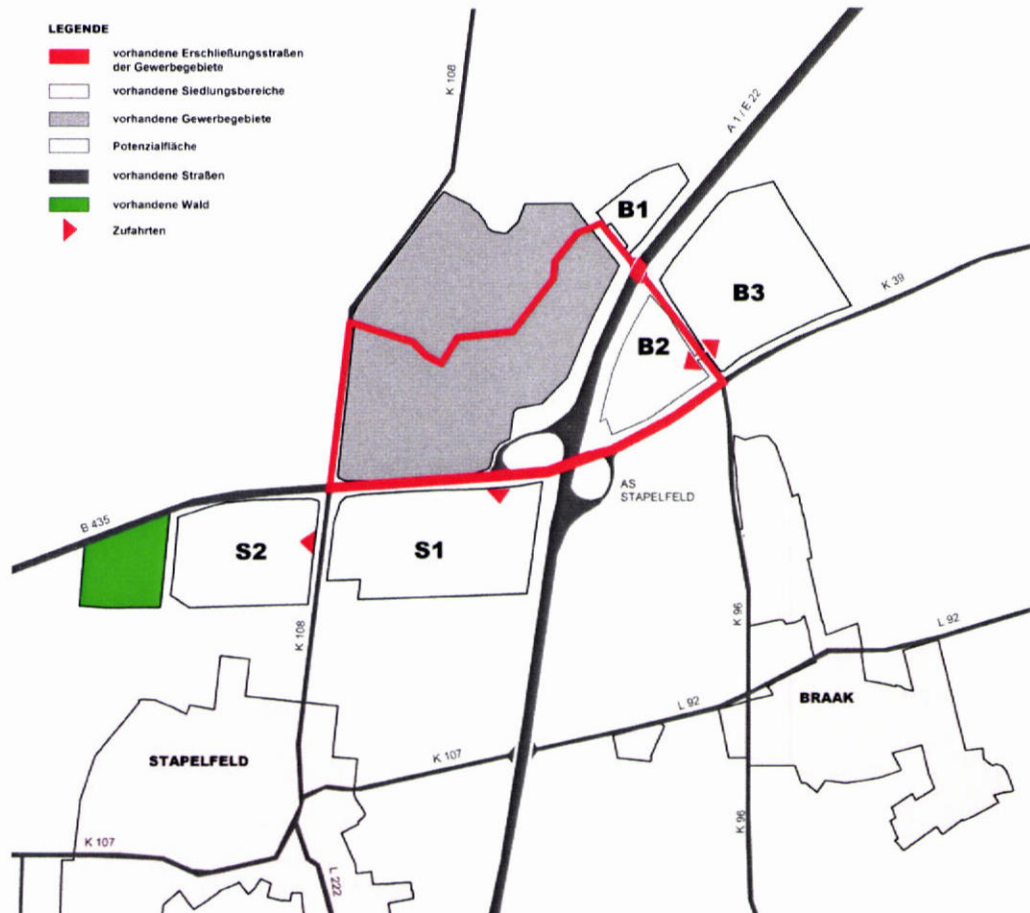 LEGENDE
vorhandene Erschließungsstraßen
der Gewerbegebiete
vorhandene Siedlungsbereiche
vorhandene Gewerbegebiete
Potenzialfläche
vorhandene Straßen
vorhandene Wald
Zufahrten
K 108
A 1 / E 22
B1
B3
K 39
B2
AS
STAPELFELD
B 435
S2
S1
K 108
K 96
L 92
L 92
BRAAK
STAPELFELD
K 107
K 96
K 107
L 222